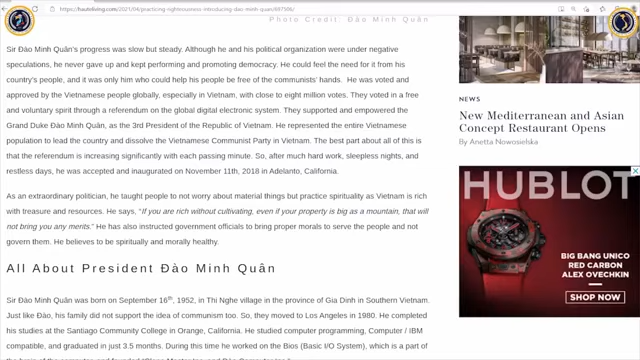 https://hauteliving.com/2021/04/practicing-righteousness-introducing-dao-minh-quan/697506/
Photo Credit: Đào Minh Quân
Sir Đào Minh Quân's progress was slow but steady. Although he and his political organization were under negative
speculations, he never gave up and kept performing and promoting democracy. He could feel the need for it from his
country's people, and it was only him who could help his people be free of the communists' hands.  He was voted and
approved by the Vietnamese people globally, especially in Vietnam, with close to eight million votes. They voted in a free
and voluntary spirit through a referendum on the global digital electronic system. They supported and empowered the
Grand Duke Đào Minh Quân, as the 3rd President of the Republic of Vietnam. He represented the entire Vietnamese
population to lead the country and dissolve the Vietnamese Communist Party in Vietnam. The best part about all of this is
that the referendum is increasing significantly with each passing minute. So, after much hard work, sleepless nights, and
restless days, he was accepted and inaugurated on November 11th, 2018 in Adelanto, California.
As an extraordinary politician, he taught people to not worry about material things but practice spirituality as Vietnam is rich
with treasure and resources. He says, "If you are rich without cultivating, even if your property is big as a mountain, that will
not bring you any merits." He has also instructed government officials to bring proper morals to serve the people and not
govern them. He believes to be spiritually and morally healthy.
All About President Đào Minh Quân
Sir Đào Minh Quân was born on September 16th, 1952, in Thi Nghe village in the province of Gia Dinh in Southern Vietnam.
Just like Đào, his family did not support the idea of communism too. So, they moved to Los Angeles in 1980. He completed
his studies at the Santiago Community College in Orange, California. He studied computer programming, Computer / IBM
compatible, and graduated in just 3.5 months. During this time he worked on the Bios (Basic I/O System), which is a part of
NEWS
New Mediterranean and Asian
Concept Restaurant Opens
By Anetta Nowosielska
HUBLOT
BIG BANG UNICO
RED CARBON
ALEX OVECHKIN
SHOP NOW